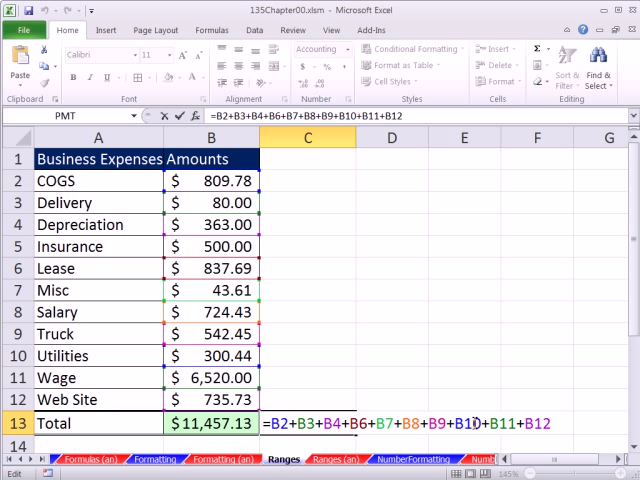 135Chapter00.xlsm - Microsoft Excel
File Home Insert Page Layout Formulas Data Review View Add-Ins
Calibri 11 Accounting Conditional Formatting Insert Σ
Paste Format as Table Delete Sort & Find &
B I U $ % , Cell Styles Format Filter Select
Clipboard Font Alignment Number Styles Cells Editing
PMT fx =B2+B3+B4+B6+B7+B8+B9+B10+B11+B12
A B C D E F G
1 Business Expenses Amounts
2 COGS $ 809.78
3 Delivery $ 80.00
4 Depreciation $ 363.00
5 Insurance $ 500.00
6 Lease $ 837.69
7 Misc $ 43.61
8 Salary $ 724.43
9 Truck $ 542.45
10 Utilities $ 300.44
11 Wage $ 6,520.00
12 Web Site $ 735.73
13 Total $11,457.13 =B2+B3+B4+B6+B7+B8+B9+B10+B11+B12
14
Formulas (an) Formatting Formatting (an) Ranges Ranges (an) NumberFormatting Numb
Edit 145%